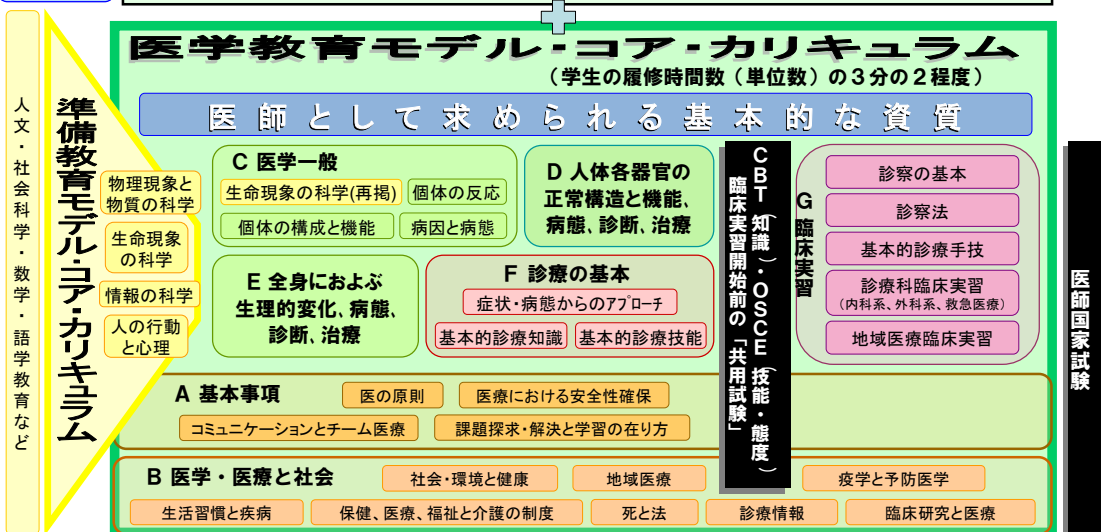 医学教育モデル・コア・カリキュラム
（学生の履修時間数（単位数）の３分の２程度）
医師として求められる基本的な資質
人文・社会科学・数学・語学教育など
準備教育モデル・コア・カリキュラム
物理現象と
物質の科学
生命現象
の科学
情報の科学
人の行動
と心理
C 医学一般
生命現象の科学(再掲)
個体の反応
個体の構成と機能
病因と病態
D 人体各器官の
正常構造と機能、
病態、診断、治療
E 全身におよぶ
生理的変化、病態、
診断、治療
F 診療の基本
症状・病態からのアプローチ
基本的診療知識
基本的診療技能
臨床実習開始前の「共用試験」
CBT（知識）・OSCE（技能・態度）
G 臨床実習
診察の基本
診察法
基本的診療手技
診療科臨床実習
（内科系、外科系、救急医療）
地域医療臨床実習
医師国家試験
A 基本事項
医の原則
医療における安全性確保
コミュニケーションとチーム医療
課題探求・解決と学習の在り方
B 医学・医療と社会
社会・環境と健康
地域医療
疫学と予防医学
生活習慣と疾病
保健、医療、福祉と介護の制度
死と法
診療情報
臨床研究と医療